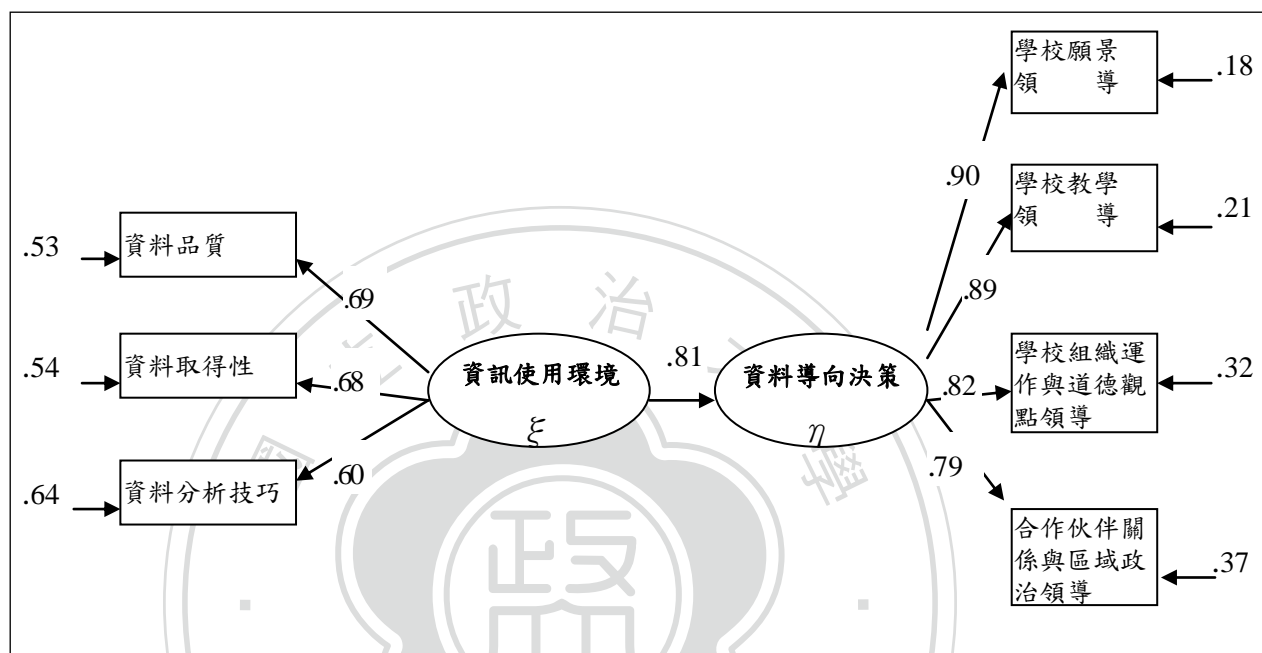 學校願景
領 導
.18
.90
學校教學
領 導
.21
.89
.53
資料品質
.69
政 治
.54
資料取得性
.68
資訊使用環境
ξ
.81
資料導向決策
η
.82
學校組織運
作與道德觀
點領導
.32
.64
資料分析技巧
.60
學
.79
合作伙伴關
係與區域政
治領導
.37
政